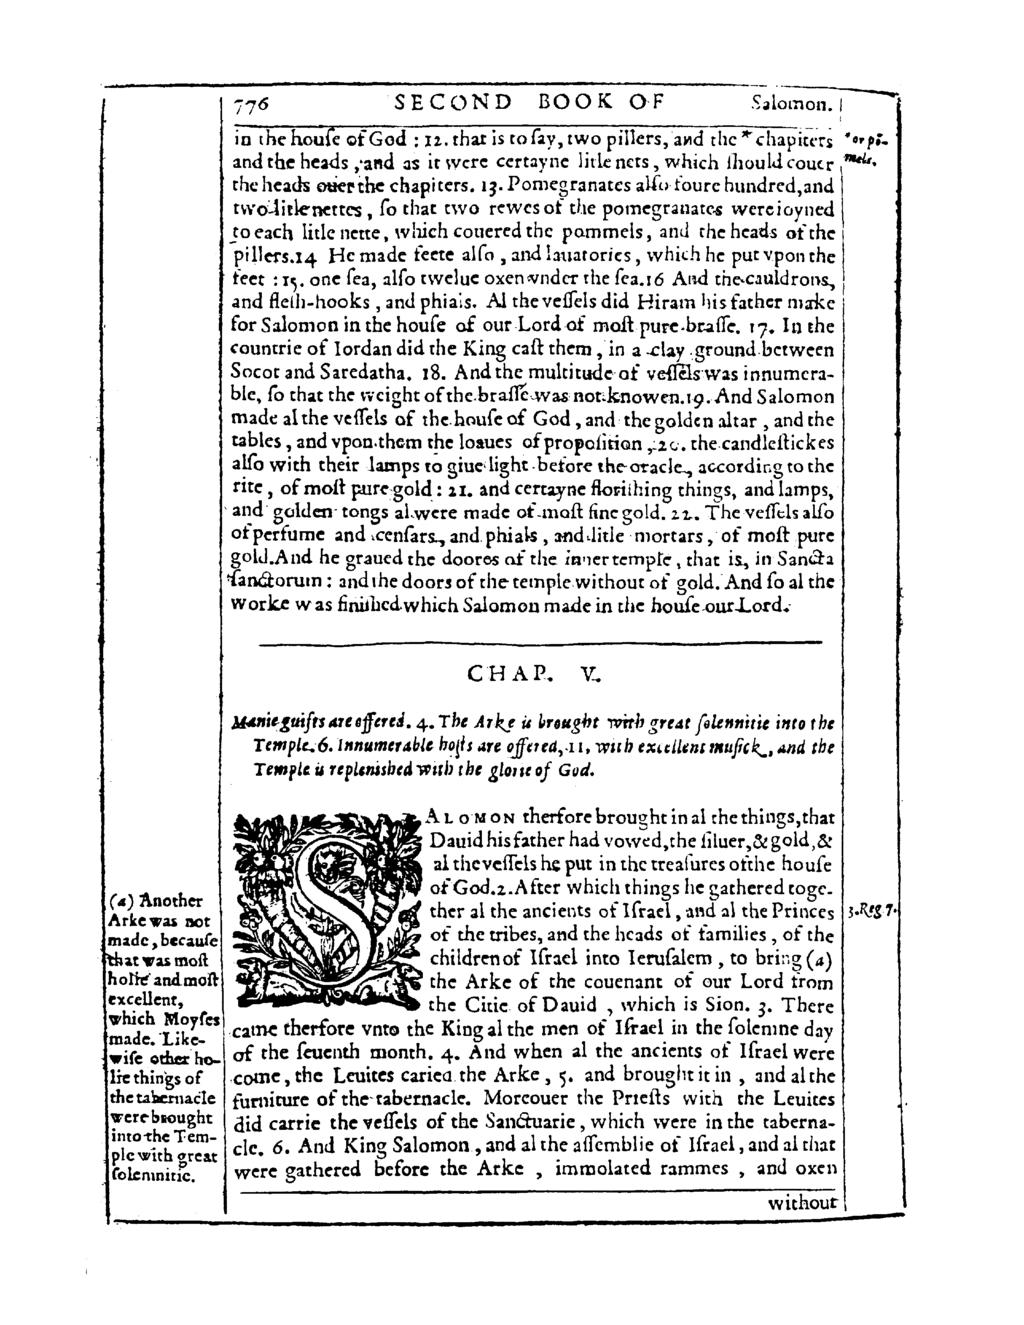 776 SECOND BOOK OF Salomon.
in the houſe of God : 12. that is to ſay, two pillers, and the * chapiters
and the heads, and as it were certayne litle nets, which ſhould couer
the heads ouer the chapiters. 13. Pomegranates alſo foure hundred, and
two litle nettes, ſo that two rewes of the pomegranates were ioyned
to each litle nette, which couered the pommels, and the heads of the
pillers. 14 He made feete alſo, and lauatories, which he put vpon the
feet : 15. one ſea, alſo twelue oxen vnder the ſea. 16 And the cauldrons,
and fleſh-hooks, and phials. Al the veſſels did Hiram his father make
for Salomon in the houſe of our Lord of moſt pure braſſe. 17. In the
countrie of Iordan did the King caſt them, in a clay ground between
Socot and Saredatha. 18. And the multitude of veſſels was innumera-
ble, ſo that the weight of the braſſe was not knowen. 19. And Salomon
made al the veſſels of the houſe of God, and the golden altar, and the
tables, and vpon them the loaues of propoſition, 20. the candleſtickes
alſo with their lamps to giue light before the oracle, according to the
rite, of moſt pure gold : 21. and certayne floriſhing things, and lamps,
and golden tongs al were made of moſt fine gold. 22. The veſſels alſo
of perfume and cenſars, and phials, and litle mortars, of moſt pure
gold. And he graued the doores of the inner temple, that is, in Sancta
ſanctorum : and the doors of the temple without of gold. And ſo al the
worke was finiſhed which Salomon made in the houſe our Lord.
* or pō-
mels.
CHAP. V.
Manie guifts are offered. 4. The Arke is brought with great ſolennitie into the
Temple. 6. Innumerable hoſts are offered, 11, with excellent muſick, and the
Temple is repleniſhed with the glorie of God.
SALOMON therfore brought in al the things, that
Dauid his father had vowed, the ſiluer, & gold, &
al the veſſels he put in the treaſures of the houſe
of God. 2. After which things he gathered toge-
ther al the ancients of Iſrael, and al the Princes
of the tribes, and the heads of families, of the
children of Iſrael into Ieruſalem, to bring (a)
the Arke of the couenant of our Lord from
the Citie of Dauid, which is Sion. 3. There
came therfore vnto the King al the men of Iſrael in the ſolemne day
of the ſeuenth month. 4. And when al the ancients of Iſrael were
come, the Leuites caried the Arke, 5. and brought it in, and al the
furniture of the tabernacle. Moreouer the Prieſts with the Leuites
did carrie the veſſels of the Sanctuarie, which were in the taberna-
cle. 6. And King Salomon, and al the aſſemblie of Iſrael, and al that
were gathered before the Arke, immolated rammes, and oxen
without
3. Reg 7.
(a) Another
Arke was not
made, becauſe
that was moſt
holie and moſt
excellent,
which Moyſes
made. Like-
wiſe other ho-
lie things of
the tabernacle
were brought
into the Tem-
ple with great
ſolemnitie.